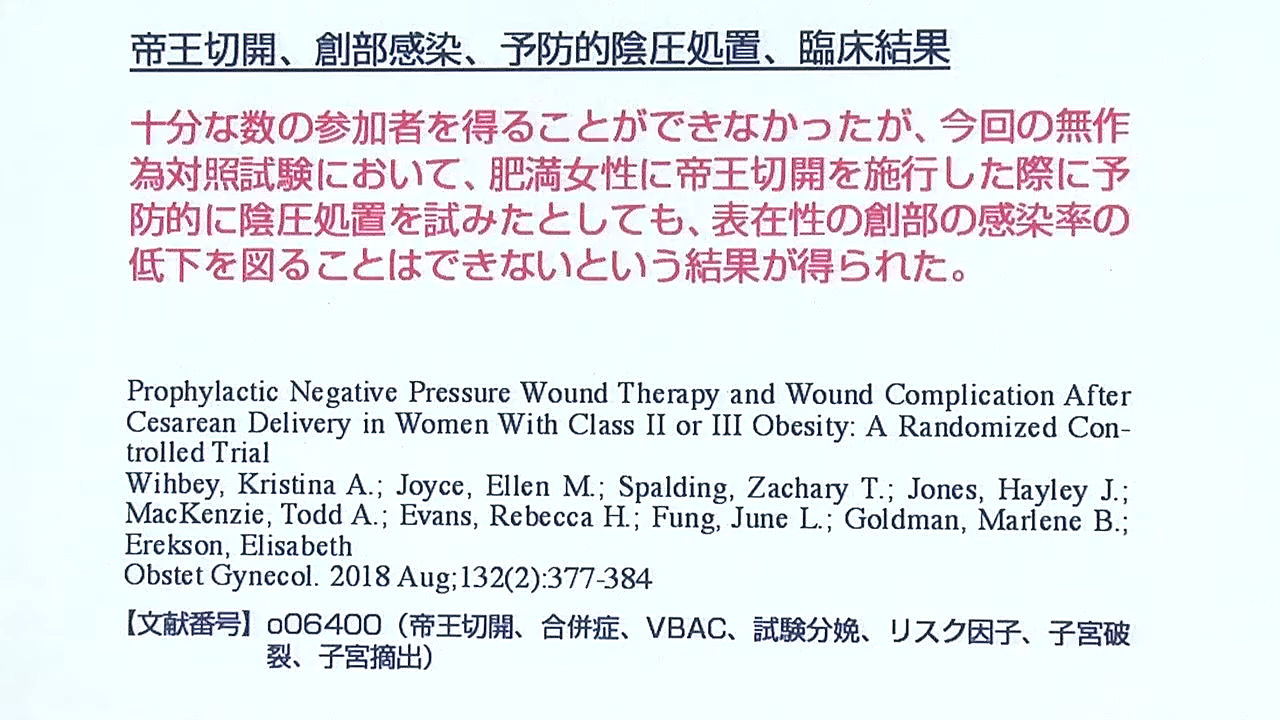 帝王切開、創部感染、予防的陰圧処置、臨床結果
十分な数の参加者を得ることができなかったが、今回の無作
為対照試験において、肥満女性に帝王切開を施行した際に予
防的に陰圧処置を試みたとしても、表在性の創部の感染率の
低下を図ることはできないという結果が得られた。
Prophylactic Negative Pressure Wound Therapy and Wound Complication After
Cesarean Delivery in Women With Class II or III Obesity: A Randomized Con-
trolled Trial
Wihbey, Kristina A.; Joyce, Ellen M.; Spalding, Zachary T.; Jones, Hayley J.;
MacKenzie, Todd A.; Evans, Rebecca H.; Fung, June L.; Goldman, Marlene B.;
Erekson, Elisabeth
Obstet Gynecol. 2018 Aug;132(2):377-384
【文献番号】o06400（帝王切開、合併症、VBAC、試験分娩、リスク因子、子宮破
裂、子宮摘出）